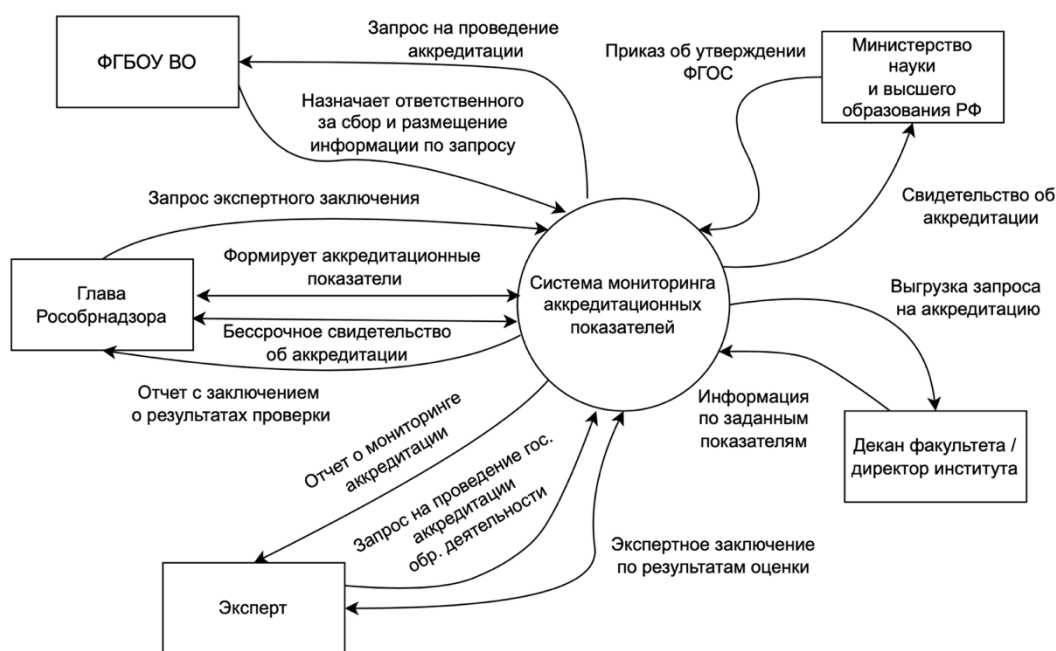 Запрос на проведение
аккредитации
ФГБОУ ВО
Назначает ответственного
за сбор и размещение
информации по запросу
Приказ об утверждении
ФГОС
Министерство
науки
и высшего
образования РФ
Свидетельство об
аккредитации
Запрос экспертного заключения
Формирует аккредитационные
показатели
Глава
Рособрнадзора
Бессрочное свидетельство
об аккредитации
Отчет с заключением
о результатах проверки
Система мониторинга
аккредитационных
показателей
Выгрузка запроса
на аккредитацию
Информация
по заданным
показателям
Декан факультета /
директор института
Отчет о мониторинге
аккредитации
Запрос на проведение гос.
аккредитации
обр. деятельности
Экспертное заключение
по результатам оценки
Эксперт